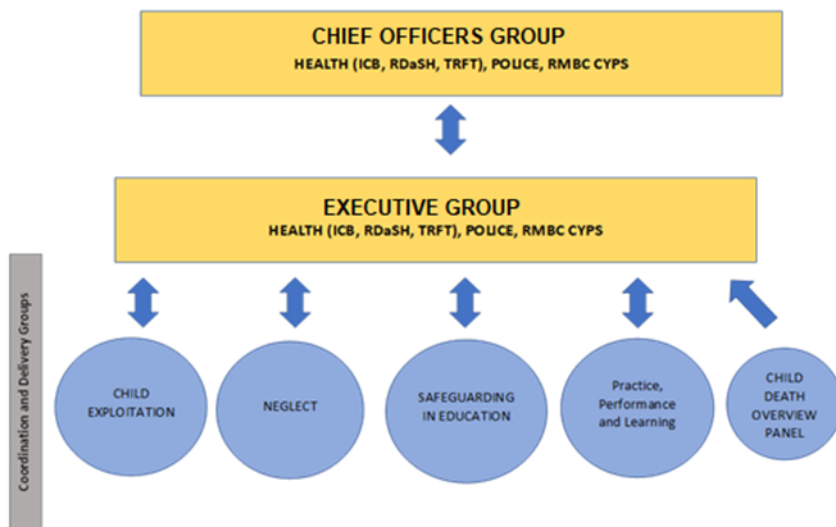 CHIEF OFFICERS GROUP
HEALTH (ICB, RDaSH, TRFT), POLICE, RMBC CYPS
EXECUTIVE GROUP
HEALTH (ICB, RDaSH, TRFT), POLICE, RMBC CYPS
Coordination and Delivery Groups
CHILD
EXPLOITATION
NEGLECT
SAFEGUARDING
IN EDUCATION
Practice,
Performance
and Learning
CHILD
DEATH
OVERVIEW
PANEL